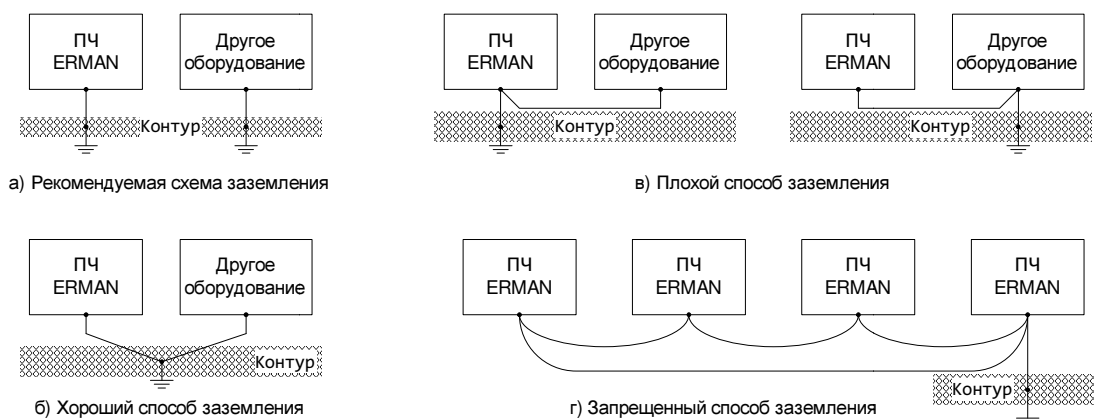 ПЧ
ERMAN
Другое
оборудование
Контур
а) Рекомендуемая схема заземления
ПЧ
ERMAN
Другое
оборудование
Контур
ПЧ
ERMAN
Другое
оборудование
Контур
в) Плохой способ заземления
ПЧ
ERMAN
Другое
оборудование
Контур
б) Хороший способ заземления
ПЧ
ERMAN
ПЧ
ERMAN
ПЧ
ERMAN
ПЧ
ERMAN
Контур
г) Запрещенный способ заземления